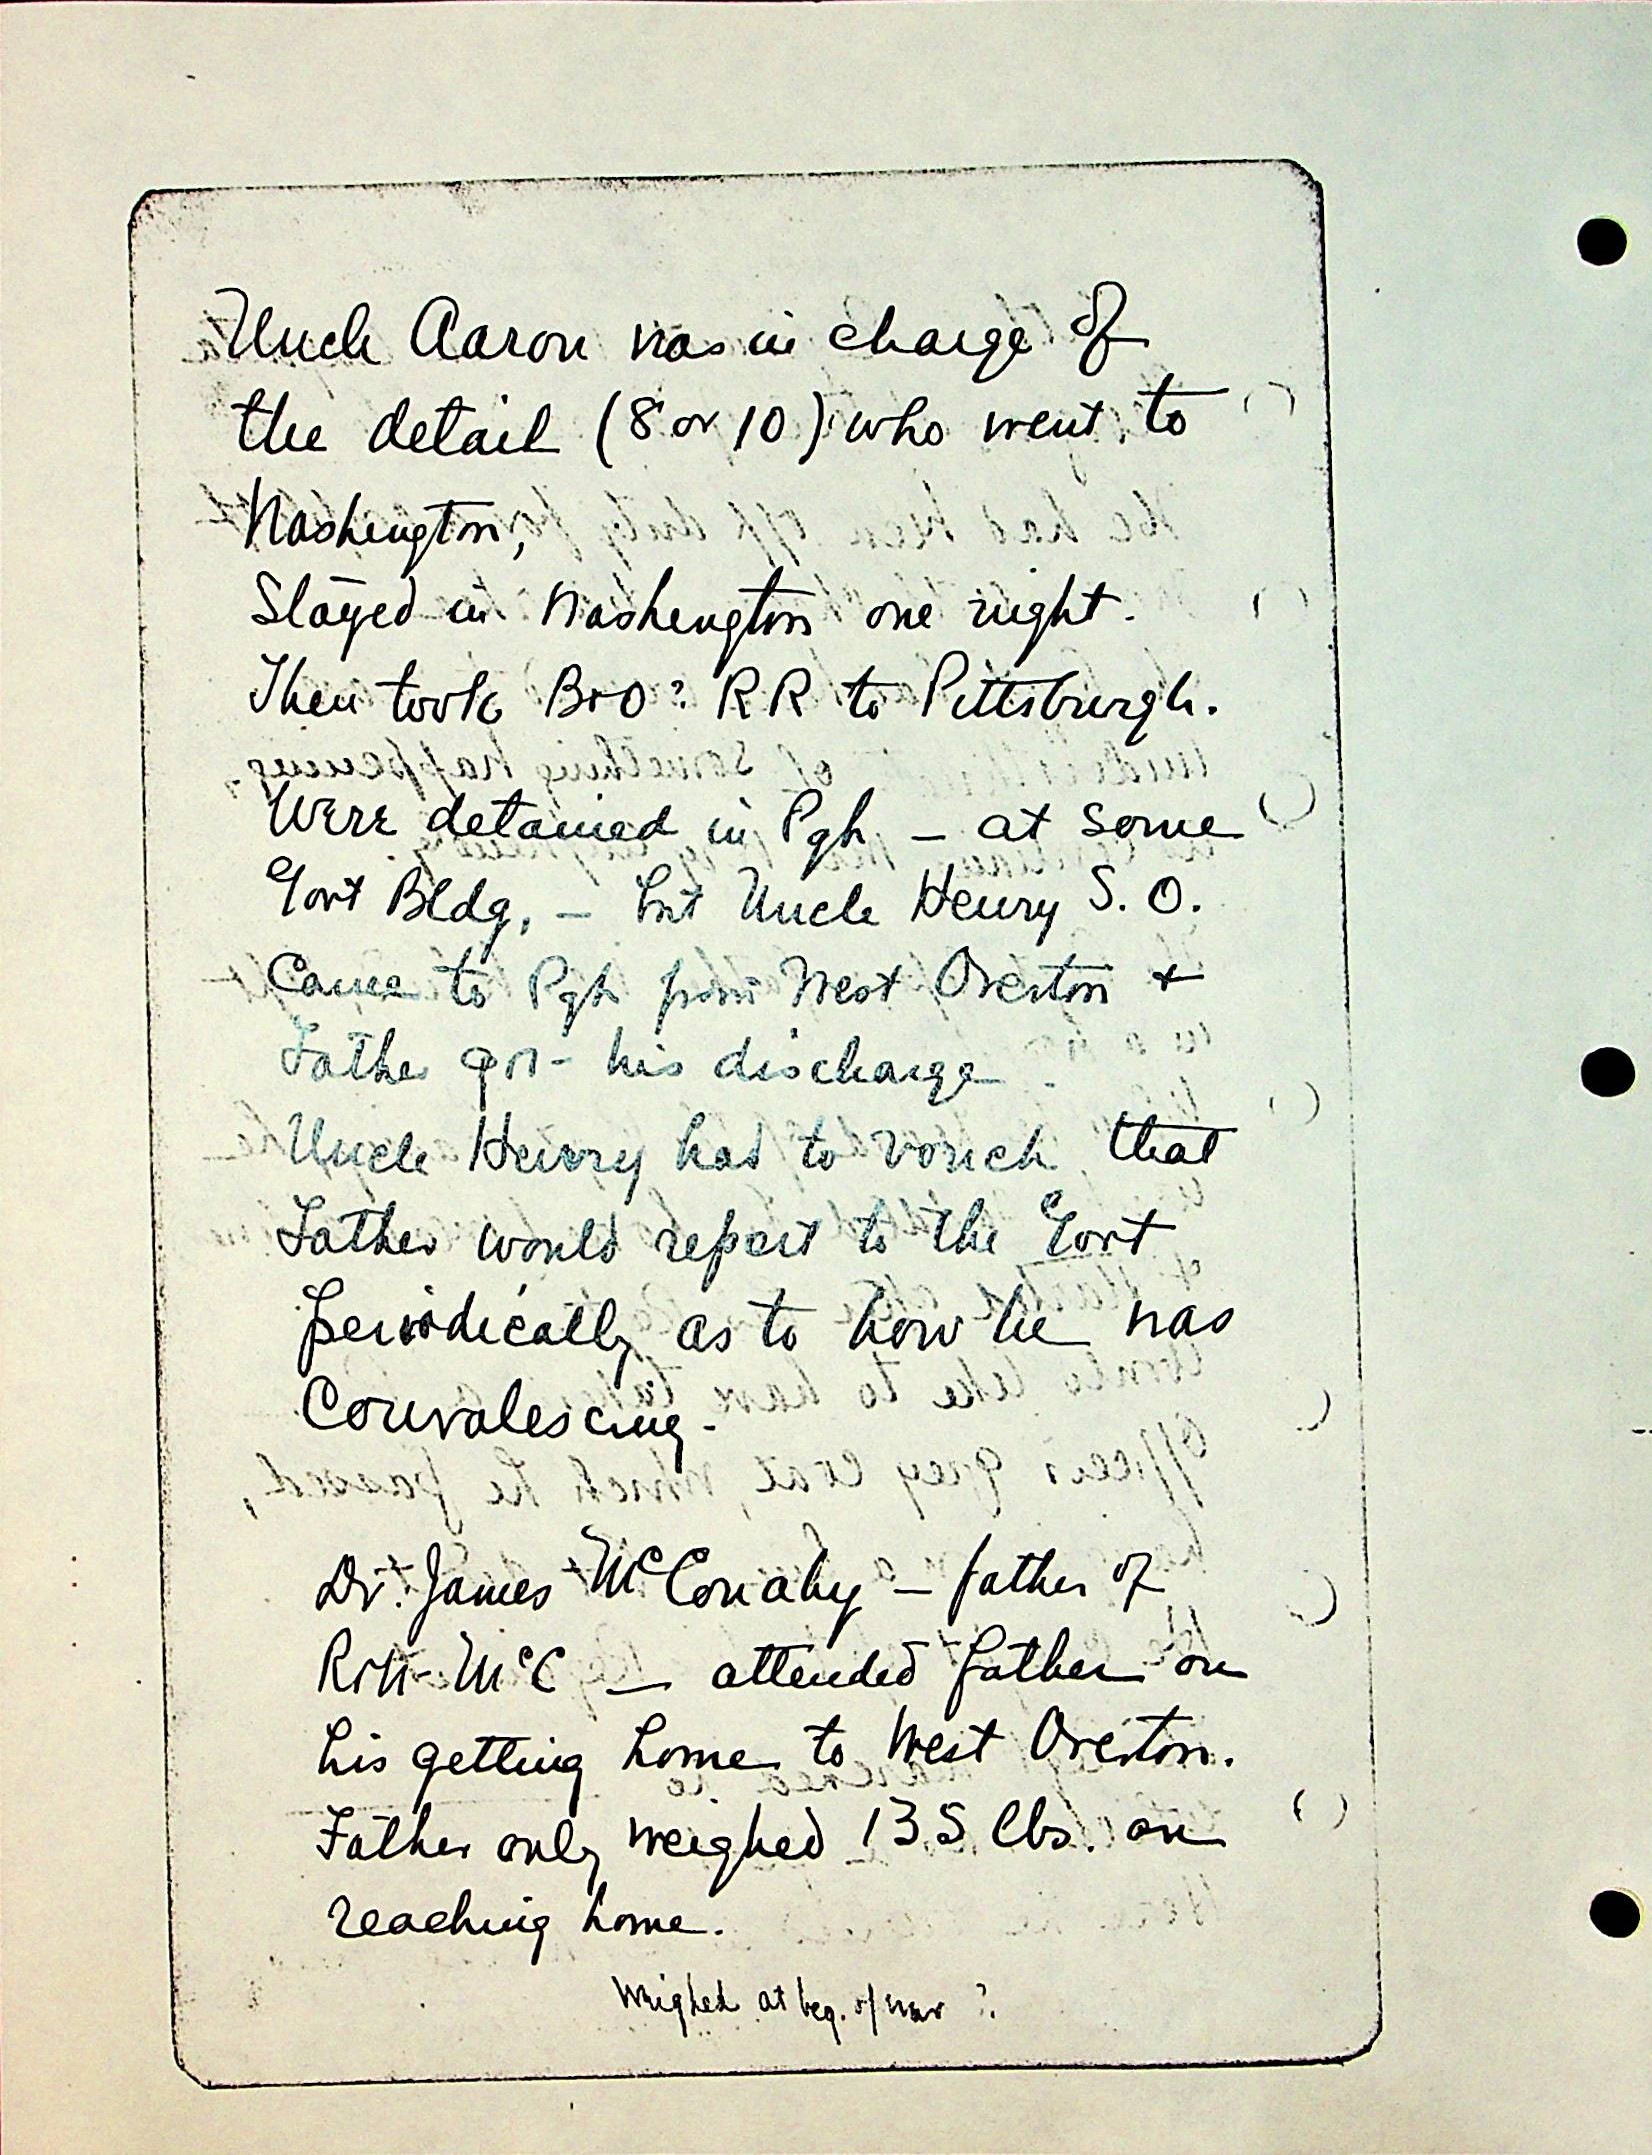 Uncle Aaron was in charge of
the detail (8 or 10) who went to
Washington,
Stayed in Washington one night.
Then took B+O? RR to Pittsburgh.
Were detained in Pgh – at some
Govt Bldg, – but Uncle Henry S. O.
Came to Pgh from West Overton +
Father got his discharge.
Uncle Henry had to vouch that
Father would report to the Govt
periodically as to how he was
Convalescing.
Dr. James McConahy – father of
Robt McC – attended father on
his getting home to West Overton.
Father only weighed 135 lbs. on
reaching home.
Weighed at beg. of war ?